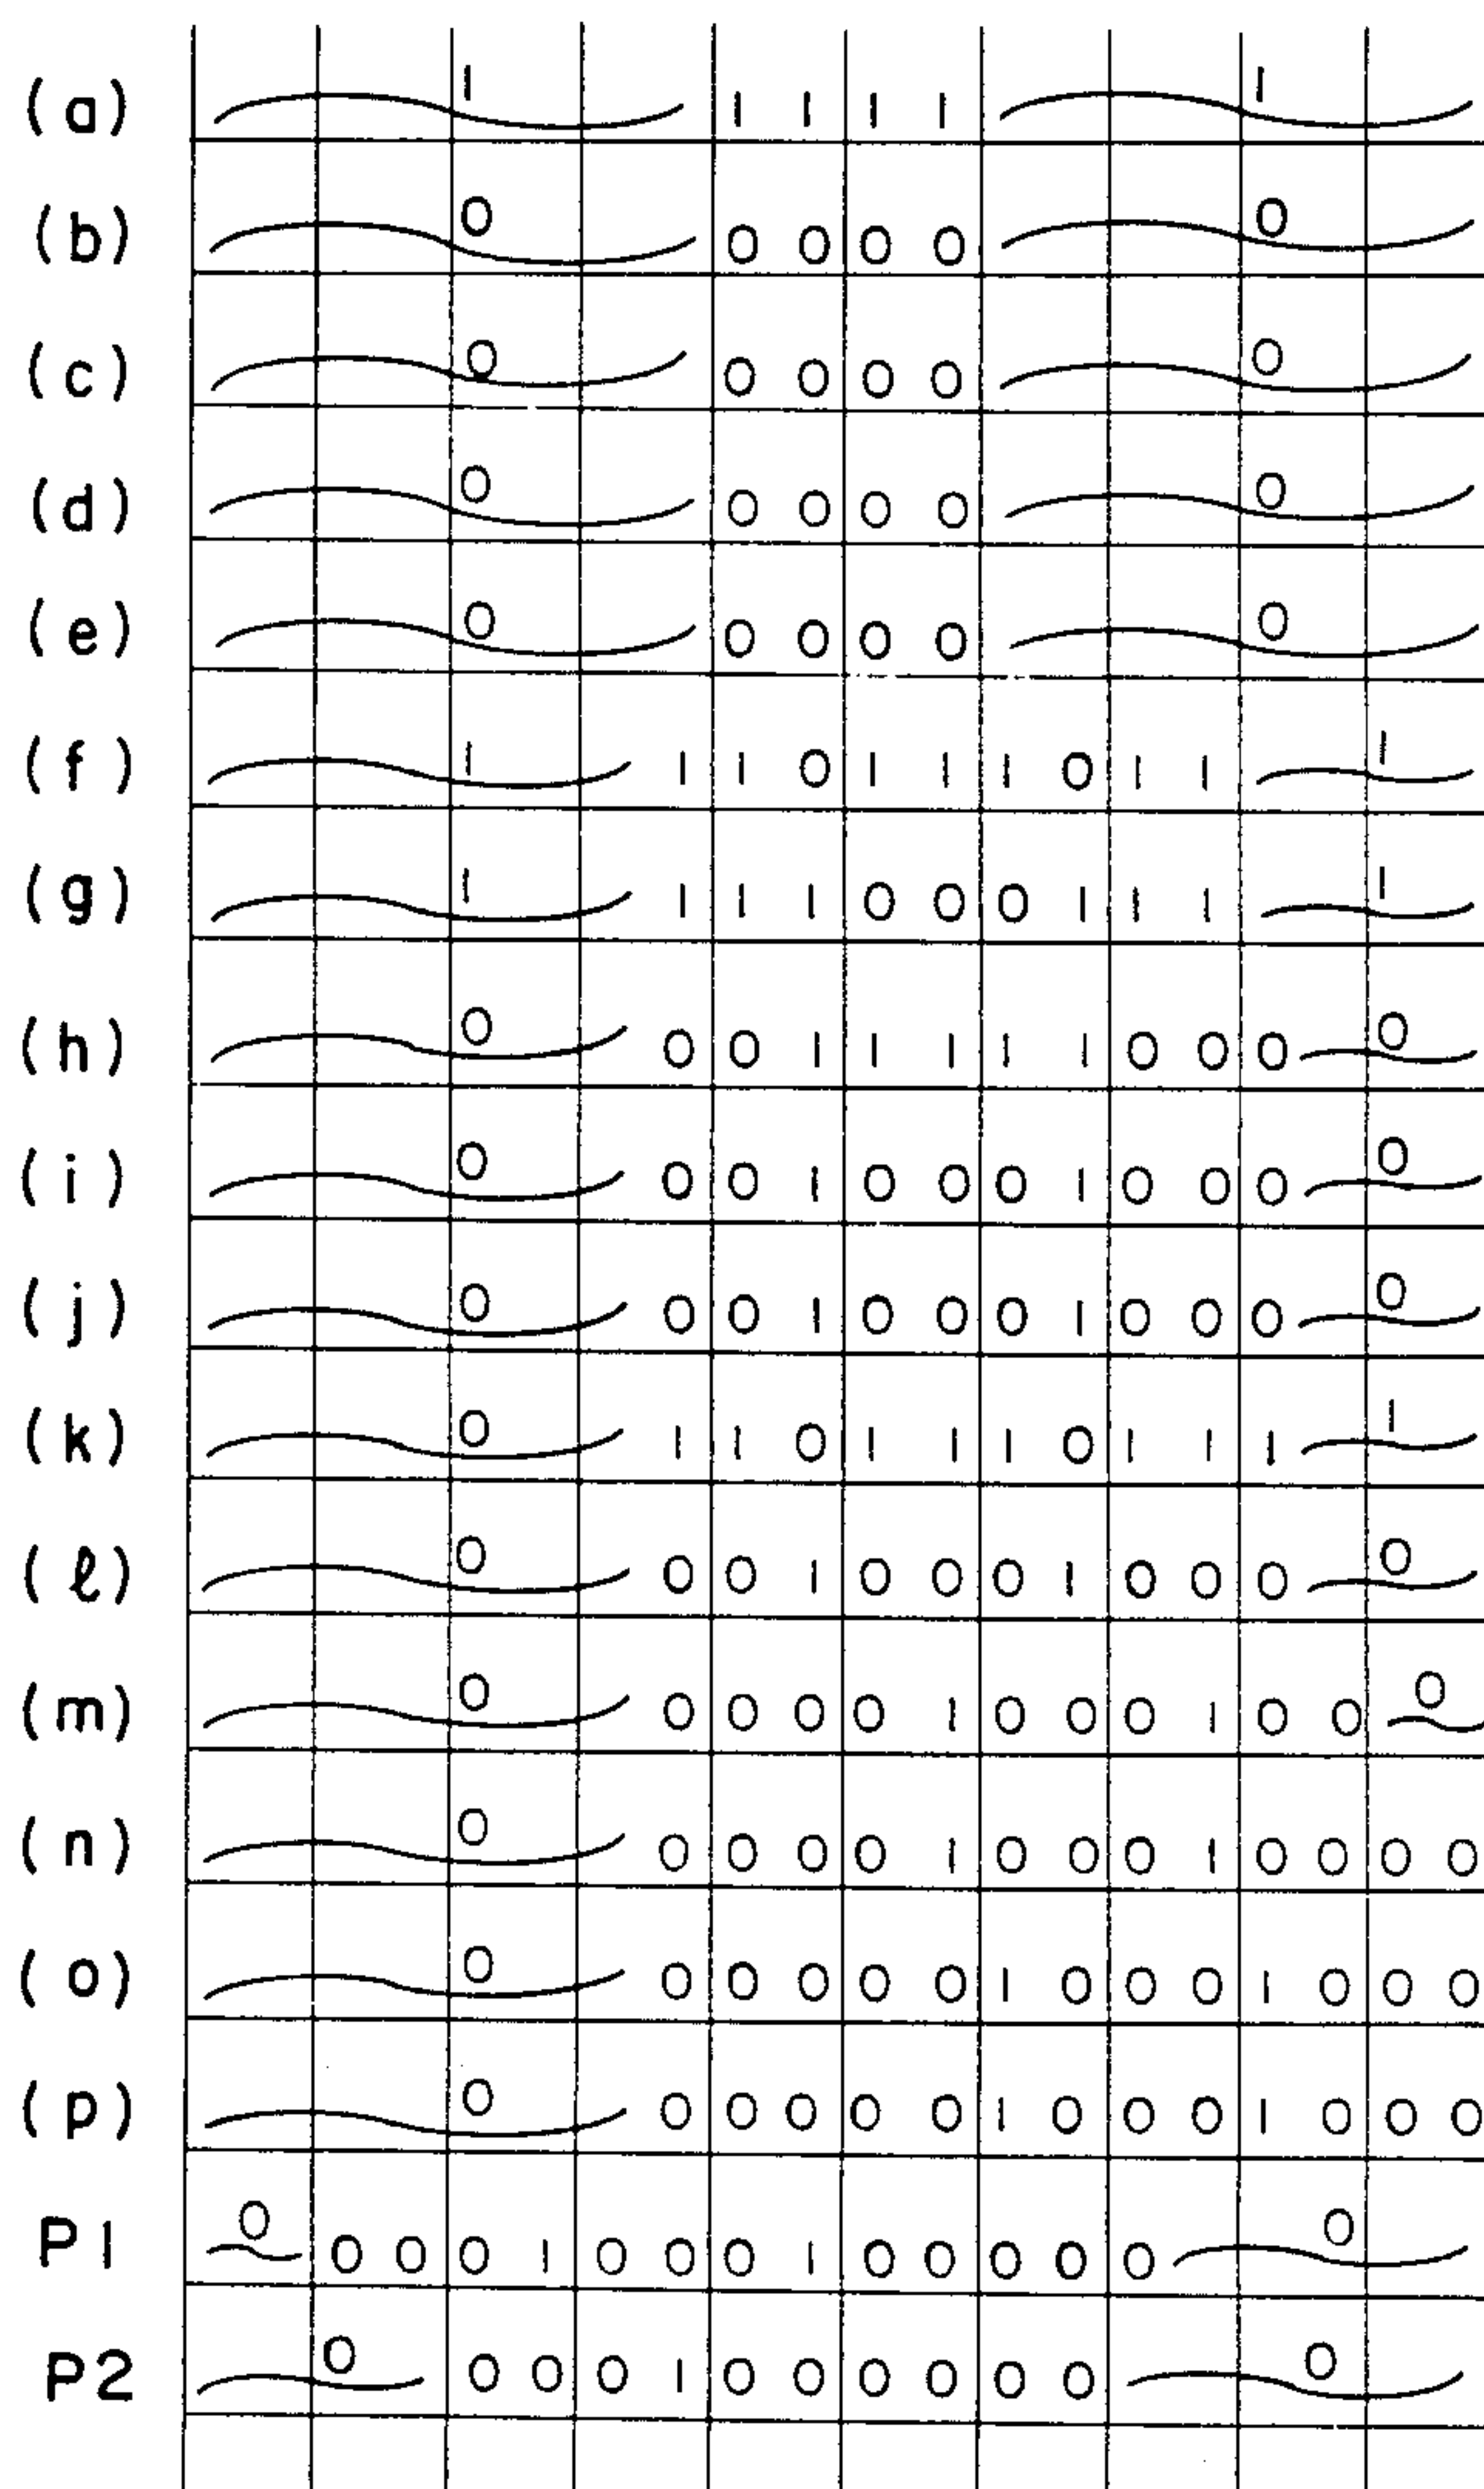 (a) 1 1 1 1 1 1
(b) 0 0 0 0 0 0
(c) 0 0 0 0 0 0
(d) 0 0 0 0 0 0
(e) 0 0 0 0 0 0
(f) 1 1 1 0 1 1 1 0 1 1 1
(g) 1 1 1 1 0 0 0 1 1 1 1
(h) 0 0 0 1 1 1 1 1 0 0 0 0
(i) 0 0 0 1 0 0 0 1 0 0 0 0
(j) 0 0 0 1 0 0 0 1 0 0 0 0
(k) 0 1 1 0 1 1 1 0 1 1 1 1
(ℓ) 0 0 0 1 0 0 0 1 0 0 0 0
(m) 0 0 0 0 0 1 0 0 0 1 0 0 0
(n) 0 0 0 0 0 1 0 0 0 1 0 0 0 0
(o) 0 0 0 0 0 0 1 0 0 0 1 0 0 0
(p) 0 0 0 0 0 0 1 0 0 0 1 0 0 0
P1 0 0 0 0 1 0 0 0 1 0 0 0 0 0 0
P2 0 0 0 0 1 0 0 0 0 0 0 0